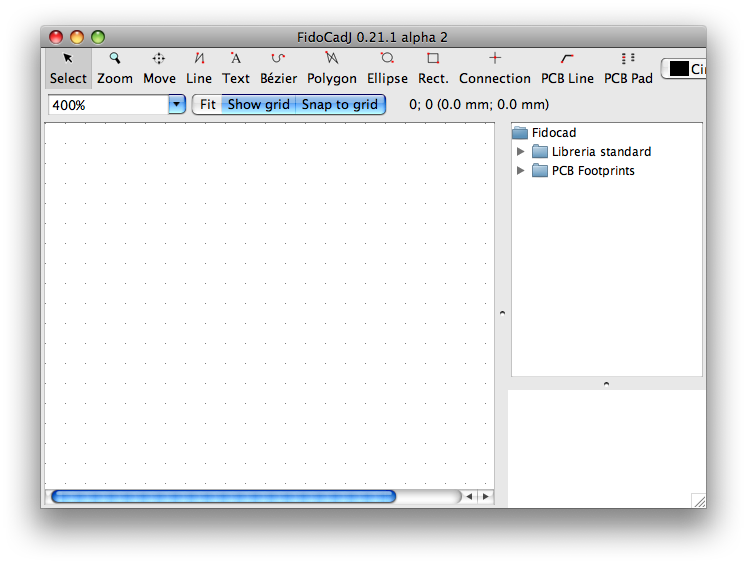 FidoCadJ 0.21.1 alpha 2
Select Zoom Move Line Text Bézier Polygon Ellipse Rect. Connection PCB Line PCB Pad Cir
400% Fit Show grid Snap to grid 0; 0 (0.0 mm; 0.0 mm)
Fidocad
Libreria standard
PCB Footprints